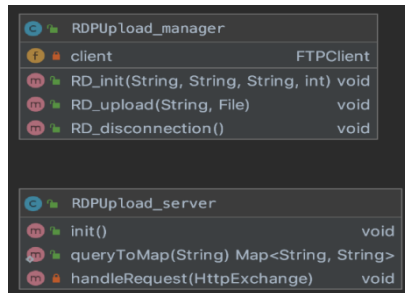 RDPUpload_manager
client FTPClient
RD_init(String, String, String, int) void
RD_upload(String, File) void
RD_disconnection() void
RDPUpload_server
init() void
queryToMap(String) Map<String, String>
handleRequest(HttpExchange) void